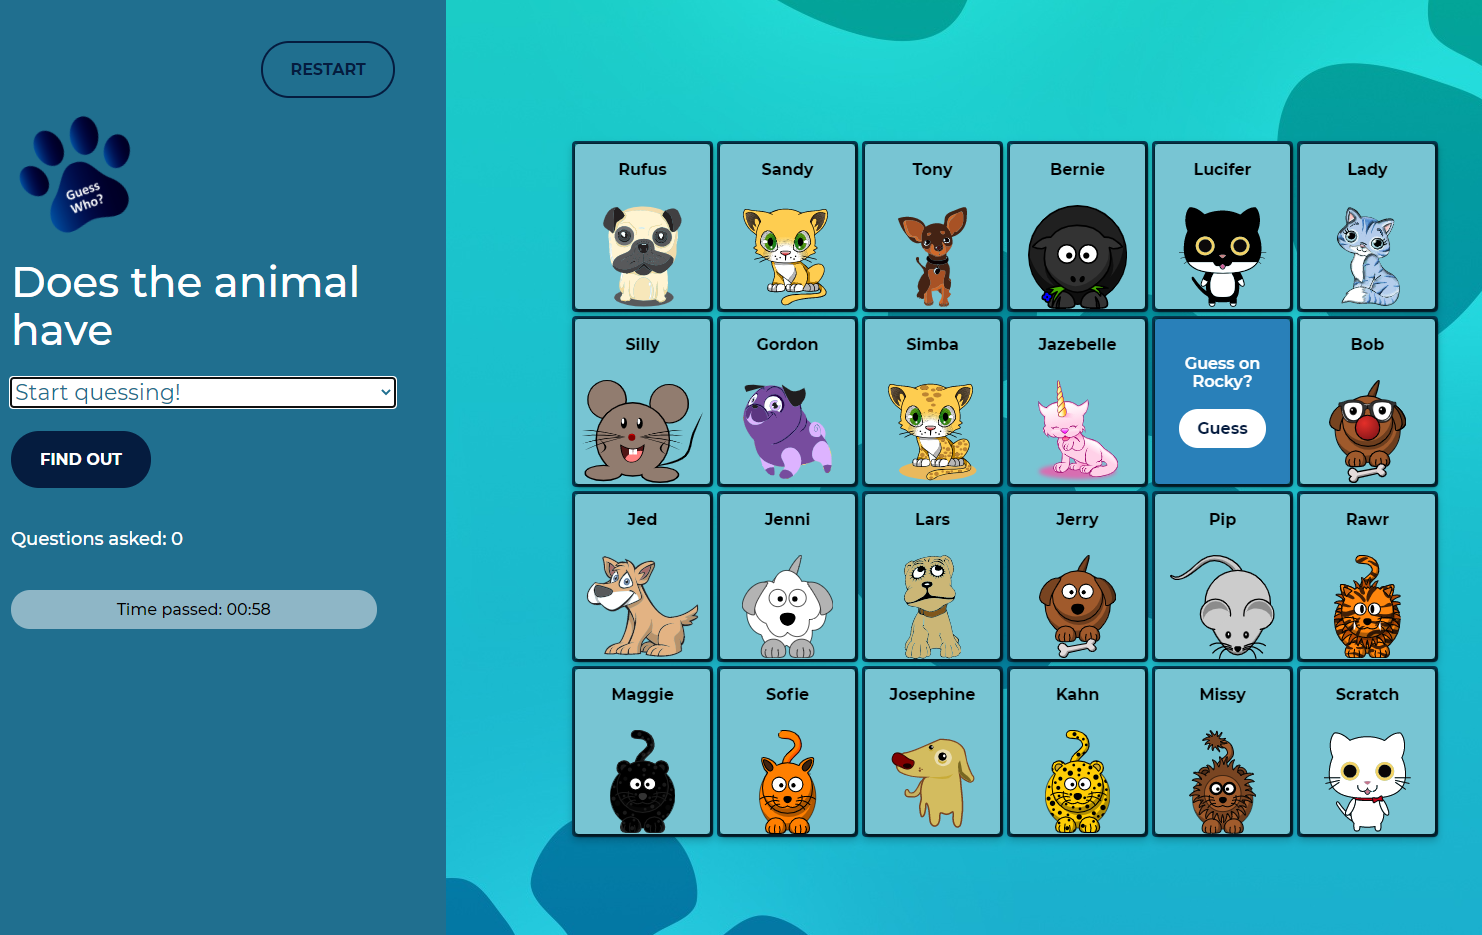 RESTART
Guess
Who?
Does the animal
have
Start quessing!
FIND OUT
Questions asked: 0
Time passed: 00:58
Rufus
Sandy
Tony
Bernie
Lucifer
Lady
Silly
Gordon
Simba
Jazebelle
Guess on
Rocky?
Guess
Bob
Jed
Jenni
Lars
Jerry
Pip
Rawr
Maggie
Sofie
Josephine
Kahn
Missy
Scratch